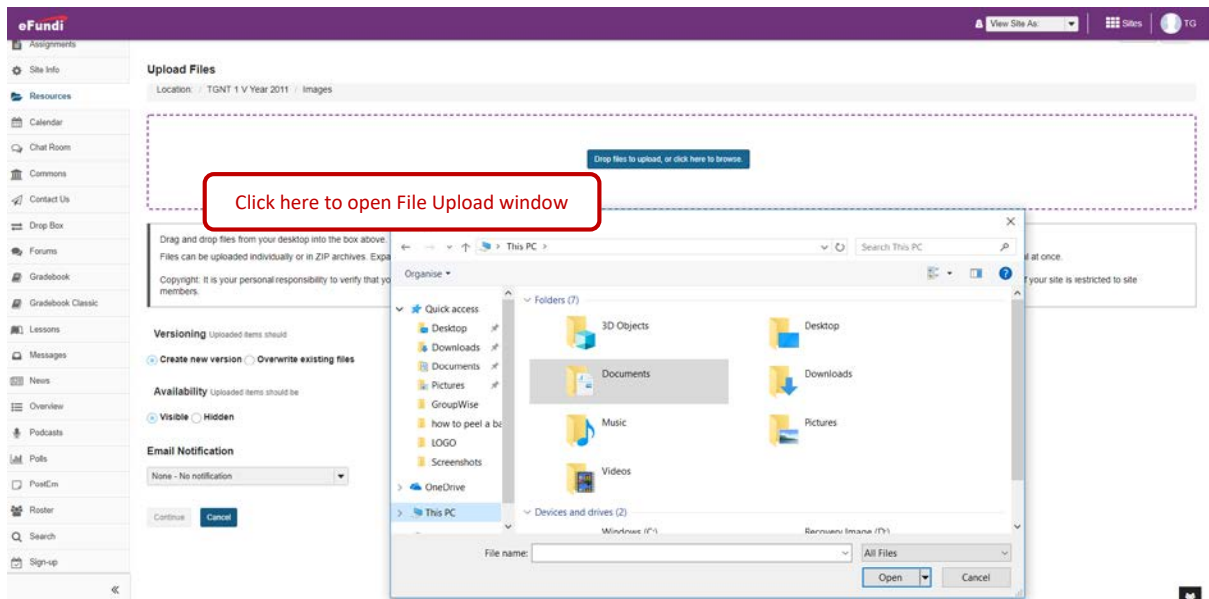 eFundi
View Site As:
Sites
TG
Assignments
Site Info
Resources
Calendar
Chat Room
Commons
Contact Us
Drop Box
Forums
Gradebook
Gradebook Classic
Lessons
Messages
News
Overview
Podcasts
Polls
PostEm
Roster
Search
Sign-up
Upload Files
Location: / TGNT 1 V Year 2011 / Images
Drop files to upload, or click here to browse.
Click here to open File Upload window
Drag and drop files from your desktop into the box above.
Files can be uploaded individually or in ZIP archives.
at once.
Copyright: It is your personal responsibility to verify that
your site is restricted to site
members.
Versioning Uploaded items should
Create new version Overwrite existing files
Availability Uploaded items should be
Visible Hidden
Email Notification
None - No notification
Continue Cancel
This PC
Search This PC
Organise
Quick access
Desktop
Downloads
Documents
Pictures
GroupWise
how to peel a ba
LOGO
Screenshots
OneDrive
This PC
Folders (7)
3D Objects
Desktop
Documents
Downloads
Music
Pictures
Videos
Devices and drives (2)
Windows (C:)
Recovery Image (D:)
File name:
All Files
Open Cancel